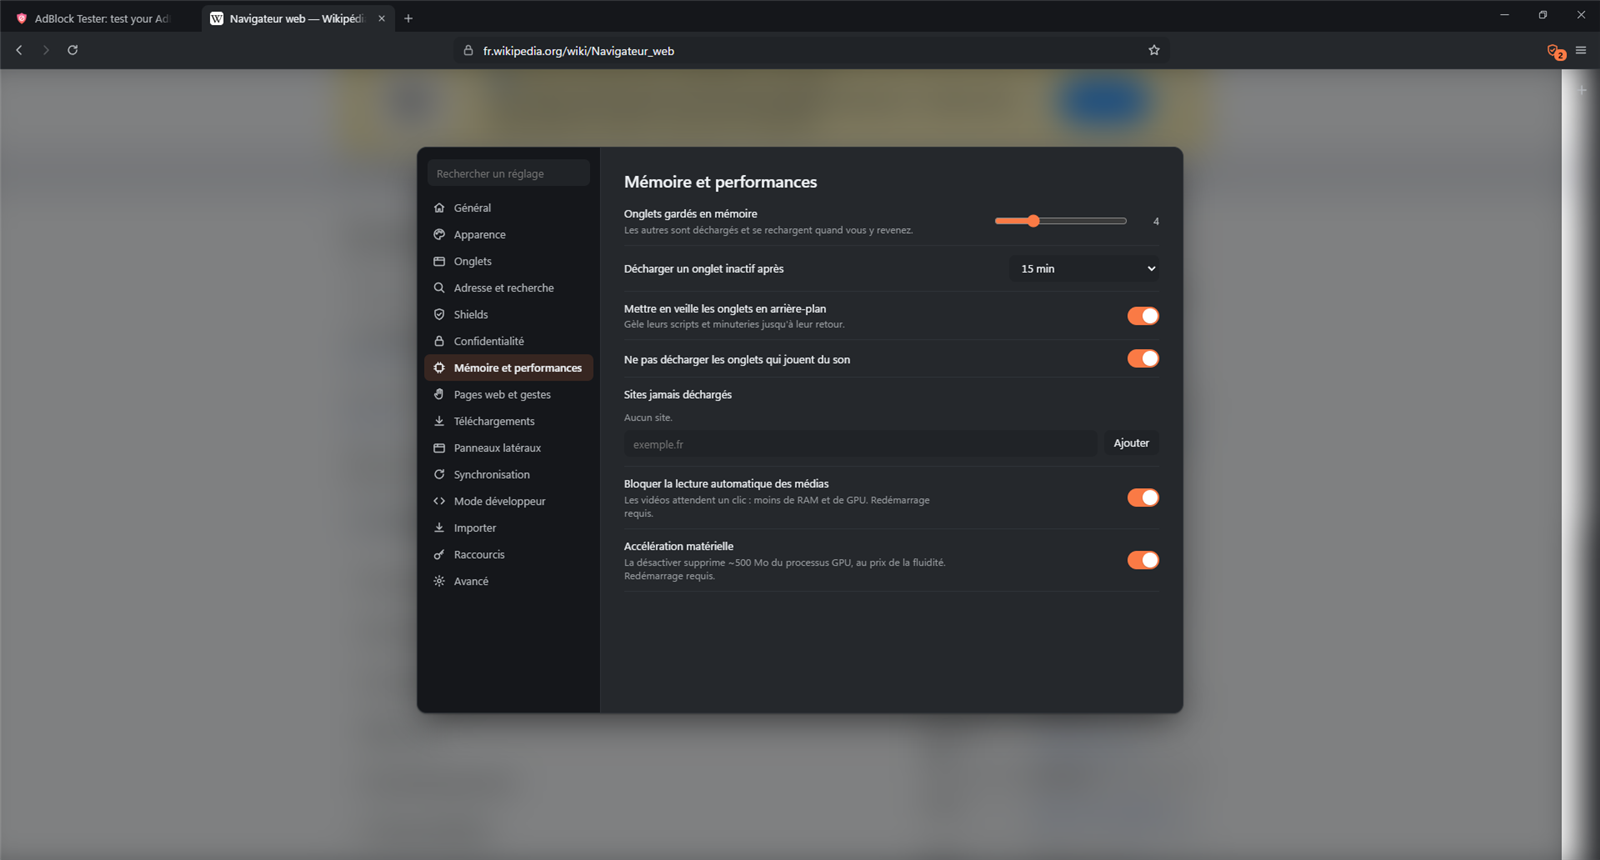 AdBlock Tester: test your Ad
Navigateur web — Wikipédi
fr.wikipedia.org/wiki/Navigateur_web
2
Rechercher un réglage
Général
Apparence
Onglets
Adresse et recherche
Shields
Confidentialité
Mémoire et performances
Pages web et gestes
Téléchargements
Panneaux latéraux
Synchronisation
Mode développeur
Importer
Raccourcis
Avancé
Mémoire et performances
Onglets gardés en mémoire
Les autres sont déchargés et se rechargent quand vous y revenez.
4
Décharger un onglet inactif après
15 min
Mettre en veille les onglets en arrière-plan
Gèle leurs scripts et minuteries jusqu'à leur retour.
Ne pas décharger les onglets qui jouent du son
Sites jamais déchargés
Aucun site.
exemple.fr
Ajouter
Bloquer la lecture automatique des médias
Les vidéos attendent un clic : moins de RAM et de GPU. Redémarrage
requis.
Accélération matérielle
La désactiver supprime ~500 Mo du processus GPU, au prix de la fluidité.
Redémarrage requis.